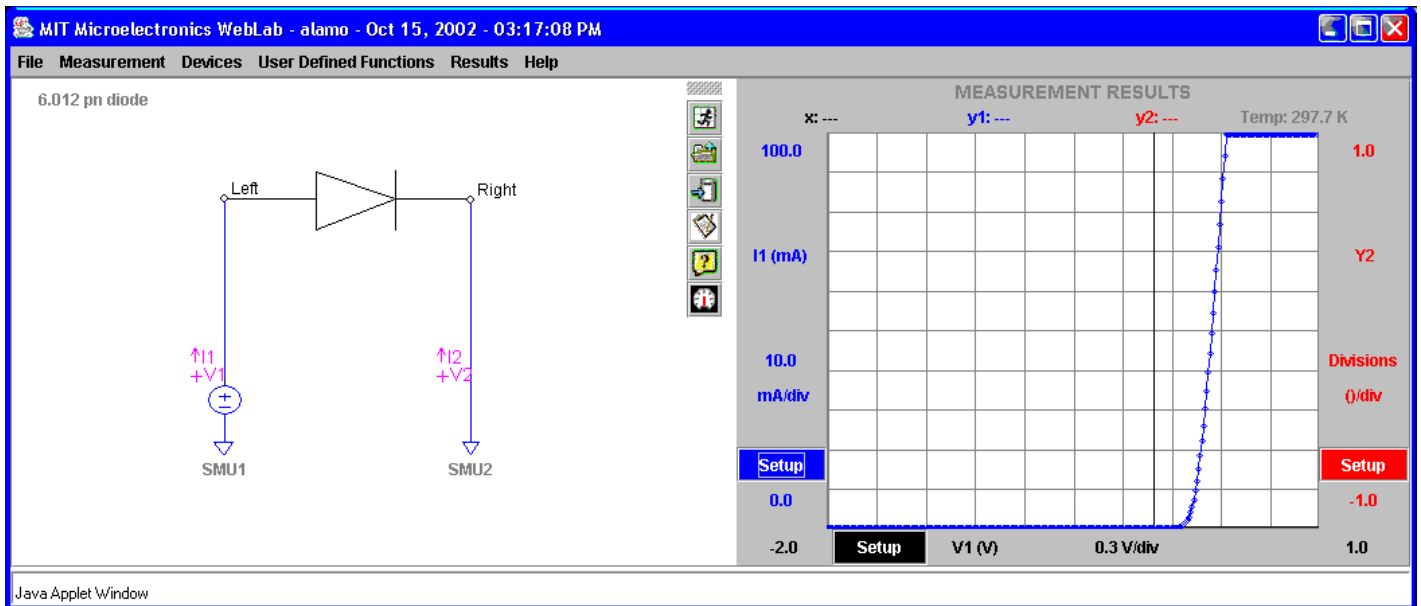 MIT Microelectronics WebLab - alamo - Oct 15, 2002 - 03:17:08 PM
File Measurement Devices User Defined Functions Results Help
6.012 pn diode
Left
Right
↑I1
+V1
↑I2
+V2
±
SMU1
SMU2
MEASUREMENT RESULTS
x: --- y1: --- y2: --- Temp: 297.7 K
100.0
I1 (mA)
10.0
mA/div
Setup
0.0
1.0
Y2
Divisions
()/div
Setup
-1.0
-2.0 Setup V1 (V) 0.3 V/div 1.0
Java Applet Window